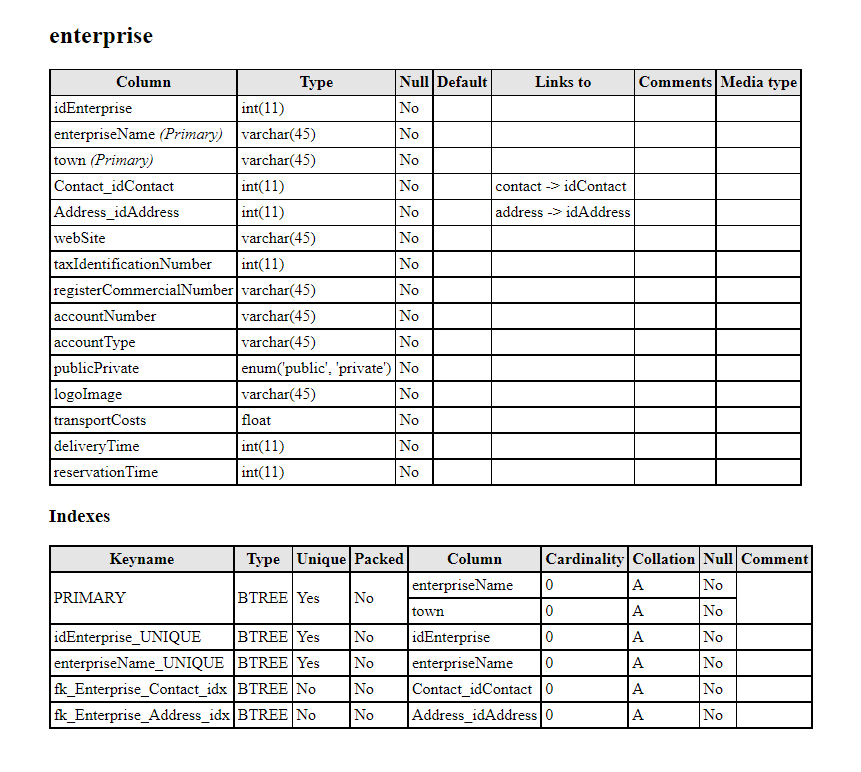 enterprise
Column Type Null Default Links to Comments Media type
idEnterprise int(11) No
enterpriseName (Primary) varchar(45) No
town (Primary) varchar(45) No
Contact_idContact int(11) No contact -> idContact
Address_idAddress int(11) No address -> idAddress
webSite varchar(45) No
taxIdentificationNumber int(11) No
registerCommercialNumber varchar(45) No
accountNumber varchar(45) No
accountType varchar(45) No
publicPrivate enum('public', 'private') No
logoImage varchar(45) No
transportCosts float No
deliveryTime int(11) No
reservationTime int(11) No
Indexes
Keyname Type Unique Packed Column Cardinality Collation Null Comment
PRIMARY BTREE Yes No enterpriseName 0 A No
town 0 A No
idEnterprise_UNIQUE BTREE Yes No idEnterprise 0 A No
enterpriseName_UNIQUE BTREE Yes No enterpriseName 0 A No
fk_Enterprise_Contact_idx BTREE No No Contact_idContact 0 A No
fk_Enterprise_Address_idx BTREE No No Address_idAddress 0 A No